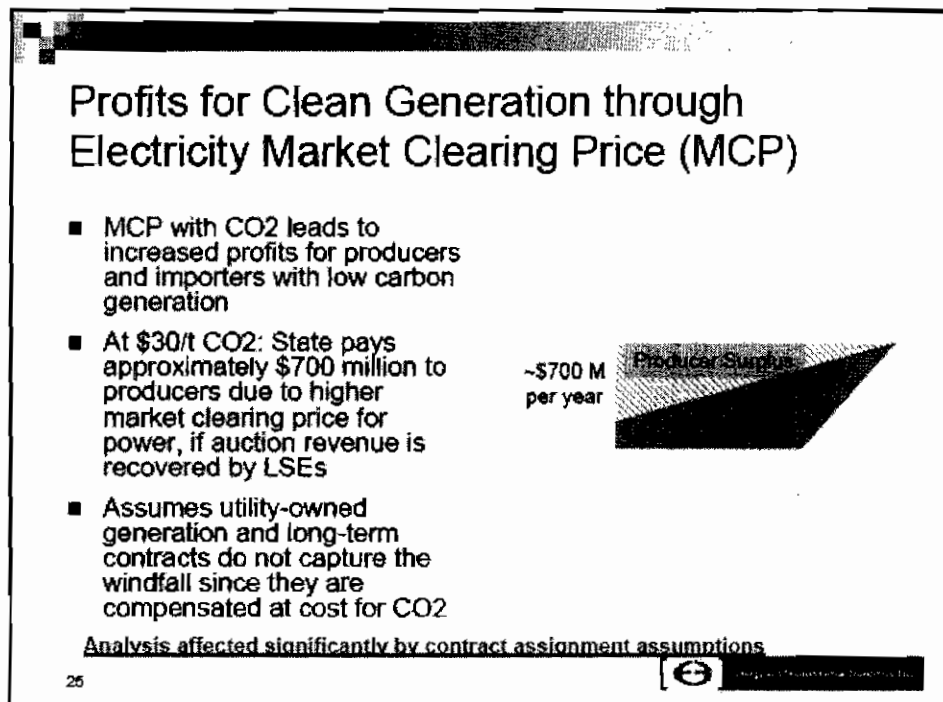 Profits for Clean Generation through
Electricity Market Clearing Price (MCP)
■ MCP with CO2 leads to
increased profits for producers
and importers with low carbon
generation
■ At $30/t CO2: State pays
approximately $700 million to
producers due to higher
market clearing price for
power, if auction revenue is
recovered by LSEs
■ Assumes utility-owned
generation and long-term
contracts do not capture the
windfall since they are
compensated at cost for CO2
~$700 M
per year
Producer Surplus
Analysis affected significantly by contract assignment assumptions
25